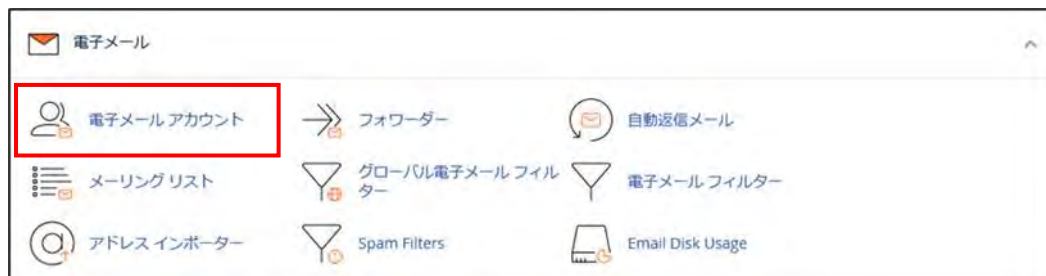 電子メール
電子メール アカウント
フォワーダー
自動返信メール
メーリング リスト
グローバル電子メール フィル
ター
電子メール フィルター
アドレス インポーター
Spam Filters
Email Disk Usage